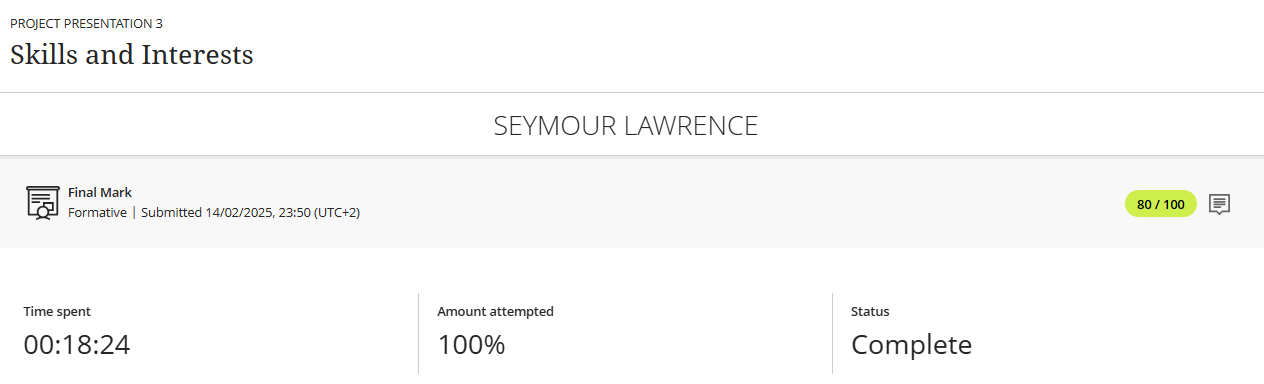 PROJECT PRESENTATION 3
Skills and Interests
SEYMOUR LAWRENCE
Final Mark
Formative | Submitted 14/02/2025, 23:50 (UTC+2)
80 / 100
Time spent
Amount attempted
Status
00:18:24
100%
Complete